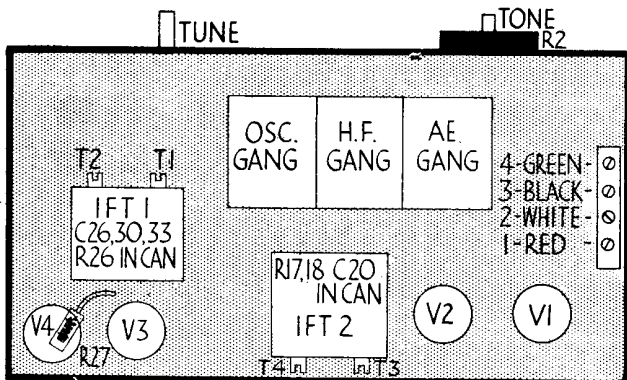 TUNE
TONE
R2
OSC. GANG
H.F. GANG
AE. GANG
4-GREEN-
3-BLACK-
2-WHITE-
1-RED
T2
T1
IFT 1
C26,30,33
R26 IN CAN
R17,18 C20
IN CAN
IFT 2
V4
R27
V3
V2
V1
T4
T3